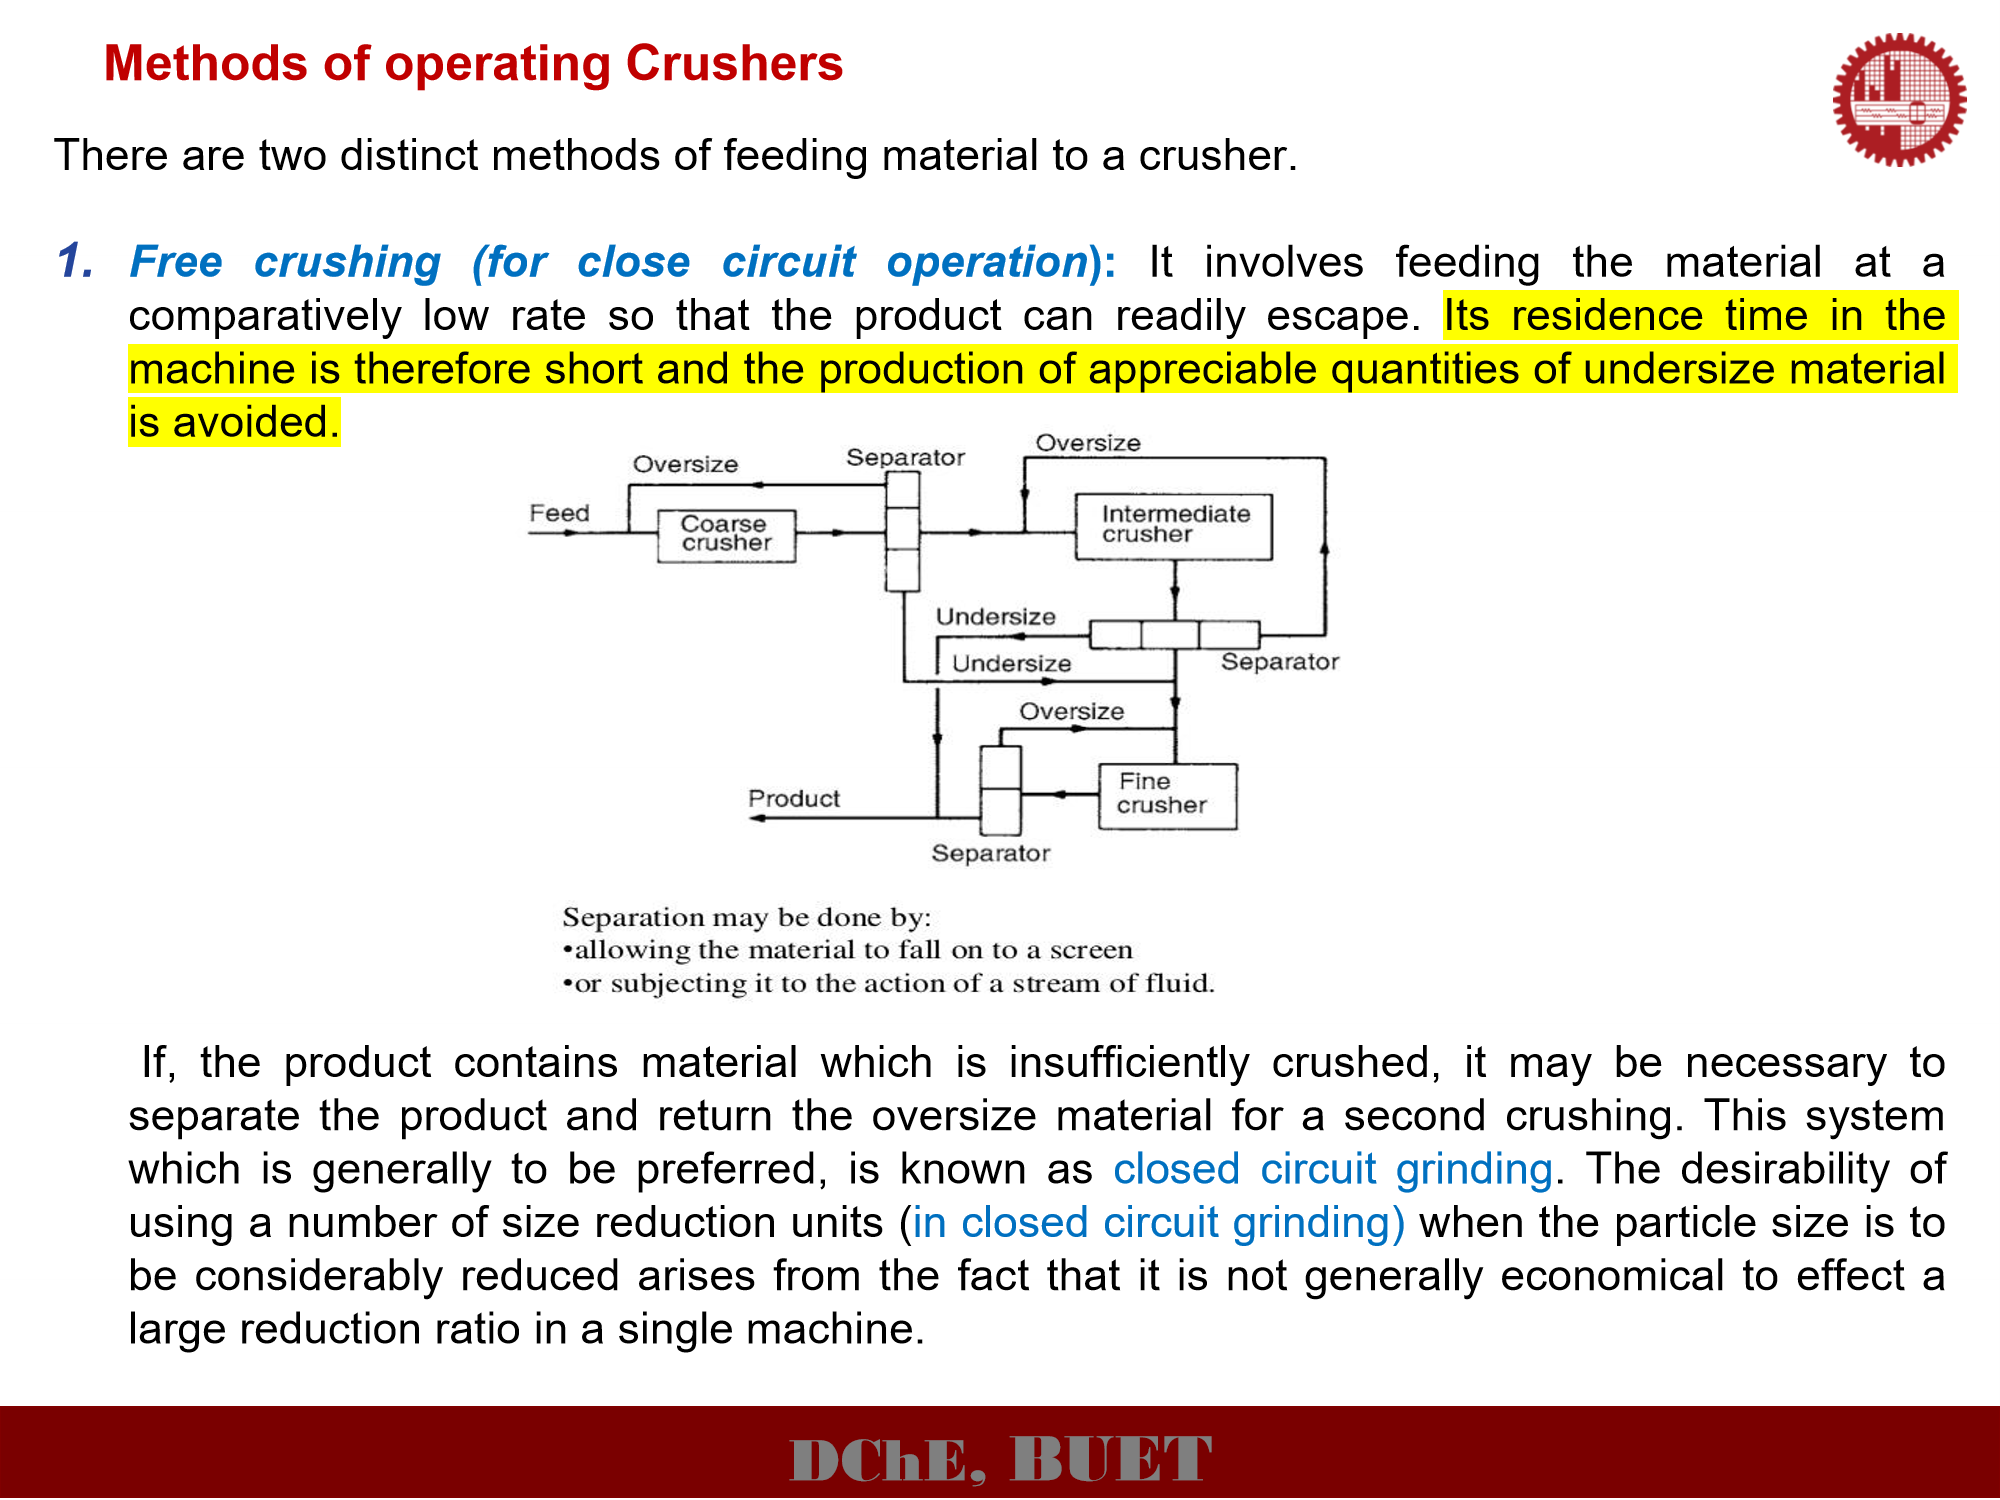 Methods of operating Crushers
There are two distinct methods of feeding material to a crusher.
1. Free crushing (for close circuit operation): It involves feeding the material at a
comparatively low rate so that the product can readily escape. Its residence time in the
machine is therefore short and the production of appreciable quantities of undersize material
is avoided.
Oversize
Separator
Oversize
Feed
Coarse
crusher
Intermediate
crusher
Undersize
Undersize
Separator
Oversize
Fine
crusher
Product
Separator
Separation may be done by:
•allowing the material to fall on to a screen
•or subjecting it to the action of a stream of fluid.
If, the product contains material which is insufficiently crushed, it may be necessary to
separate the product and return the oversize material for a second crushing. This system
which is generally to be preferred, is known as closed circuit grinding. The desirability of
using a number of size reduction units (in closed circuit grinding) when the particle size is to
be considerably reduced arises from the fact that it is not generally economical to effect a
large reduction ratio in a single machine.
DChE, BUET